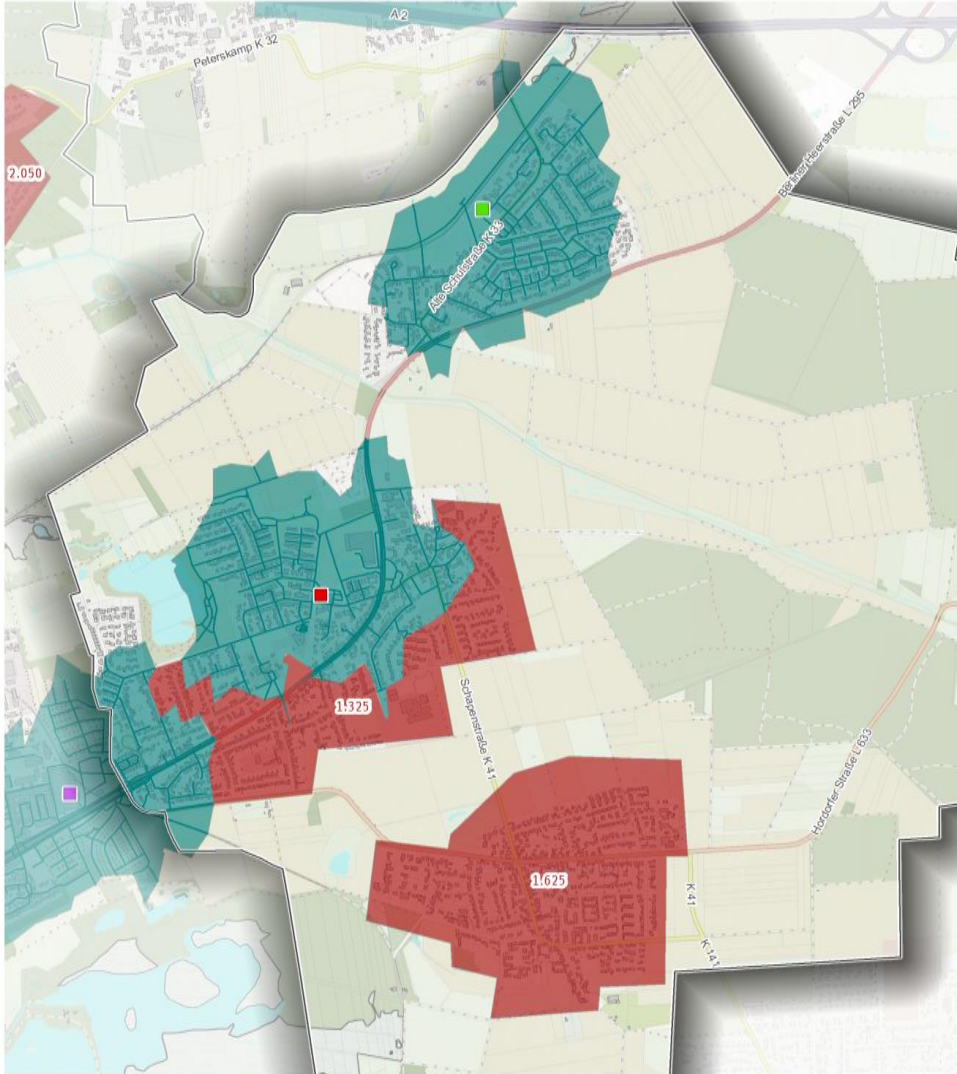 A 2
Peterskamp K 32
Berliner Heerstraße L 295
2.050
Alte Schulstraße K 33
1.325
Schapenstraße K 41
Hordorfer Straße L 633
1.625
K 41
K 141